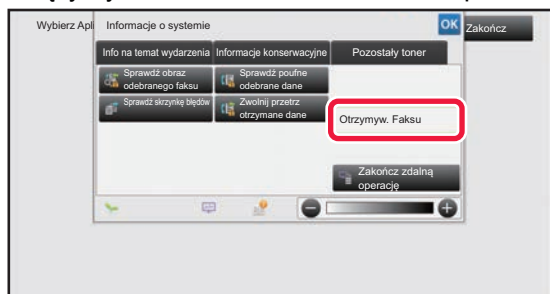 Wybierz Apli
Informacje o systemie
OK
Zakończ
Info na temat wydarzenia
Informacje konserwacyjne
Pozostały toner
Sprawdź obraz
odebranego faksu
Sprawdź poufne
odebrane dane
Sprawdź skrzynkę błędów
Zwolnij przetrz
otrzymane dane
Otrzymyw. Faksu
Zakończ zdalną
operację